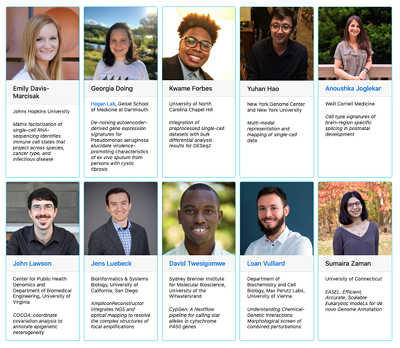 Emily Davis-
Marcisak
Johns Hopkins University
Matrix factorization of
single-cell RNA-
sequencing identifies
immune cell states that
project across species,
cancer type, and
infectious disease
Georgia Doing
Hogan Lab, Geisel School
of Medicine at Dartmouth
De-noising autoencoder-
derived gene expression
signatures for
Pseudomonas aeruginosa
elucidate virulence-
promoting characteristics
of ex vivo sputum from
persons with cystic
fibrosis
Kwame Forbes
University of North
Carolina Chapel Hill
Integration of
preprocessed single-cell
datasets with bulk
differential analysis
results for DESeq2
Yuhan Hao
New York Genome Center
and New York University
Multi-modal
representation and
mapping of single-cell
data
Anoushka Joglekar
Weill Cornell Medicine
Cell type signatures of
brain-region specific
splicing in postnatal
development
John Lawson
Center for Public Health
Genomics and
Department of Biomedical
Engineering, University of
Virginia
COCOA: coordinate
covariation analysis to
annotate epigenetic
heterogeneity
Jens Luebeck
Bioinformatics & Systems
Biology, University of
California, San Diego
AmpliconReconstructor
integrates NGS and
optical mapping to resolve
the complex structures of
focal amplifications
David Twesigomwe
Sydney Brenner Institute
for Molecular Bioscience,
University of the
Witwatersrand
CypGen: A Nextflow
pipeline for calling star
alleles in cytochrome
P450 genes
Loan Vulliard
Department of
Biochemistry and Cell
Biology, Max Perutz Labs,
University of Vienna
Understanding Chemical-
Genetic Interactions:
Morphological screen of
combined perturbations
Sumaira Zaman
University of Connecticut
EASEL: Efficient,
Accurate, Scalable
Eukaryotic modeLs for de
novo Genome Annotation